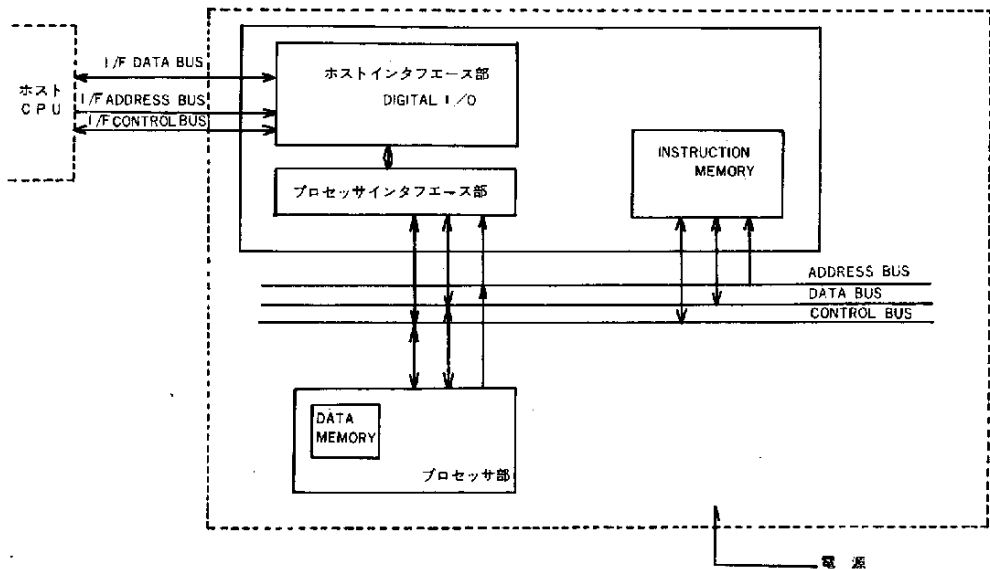 ホスト
CPU
I/F DATA BUS
I/F ADDRESS BUS
I/F CONTROL BUS
ホストインタフエース部
DIGITAL I/O
プロセッサインタフエース部
INSTRUCTION
MEMORY
ADDRESS BUS
DATA BUS
CONTROL BUS
DATA
MEMORY
プロセッサ部
電源